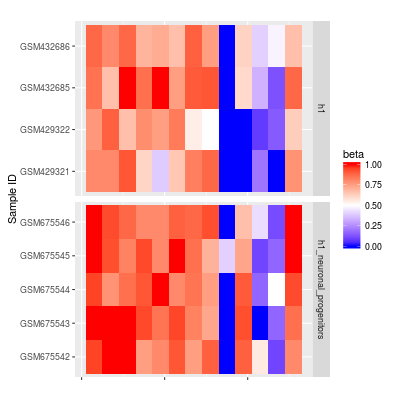 Sample ID
GSM432686
GSM432685
GSM429322
GSM429321
h1
GSM675546
GSM675545
GSM675544
GSM675543
GSM675542
h1_neuronal_progenitors
beta
1.00
0.75
0.50
0.25
0.00